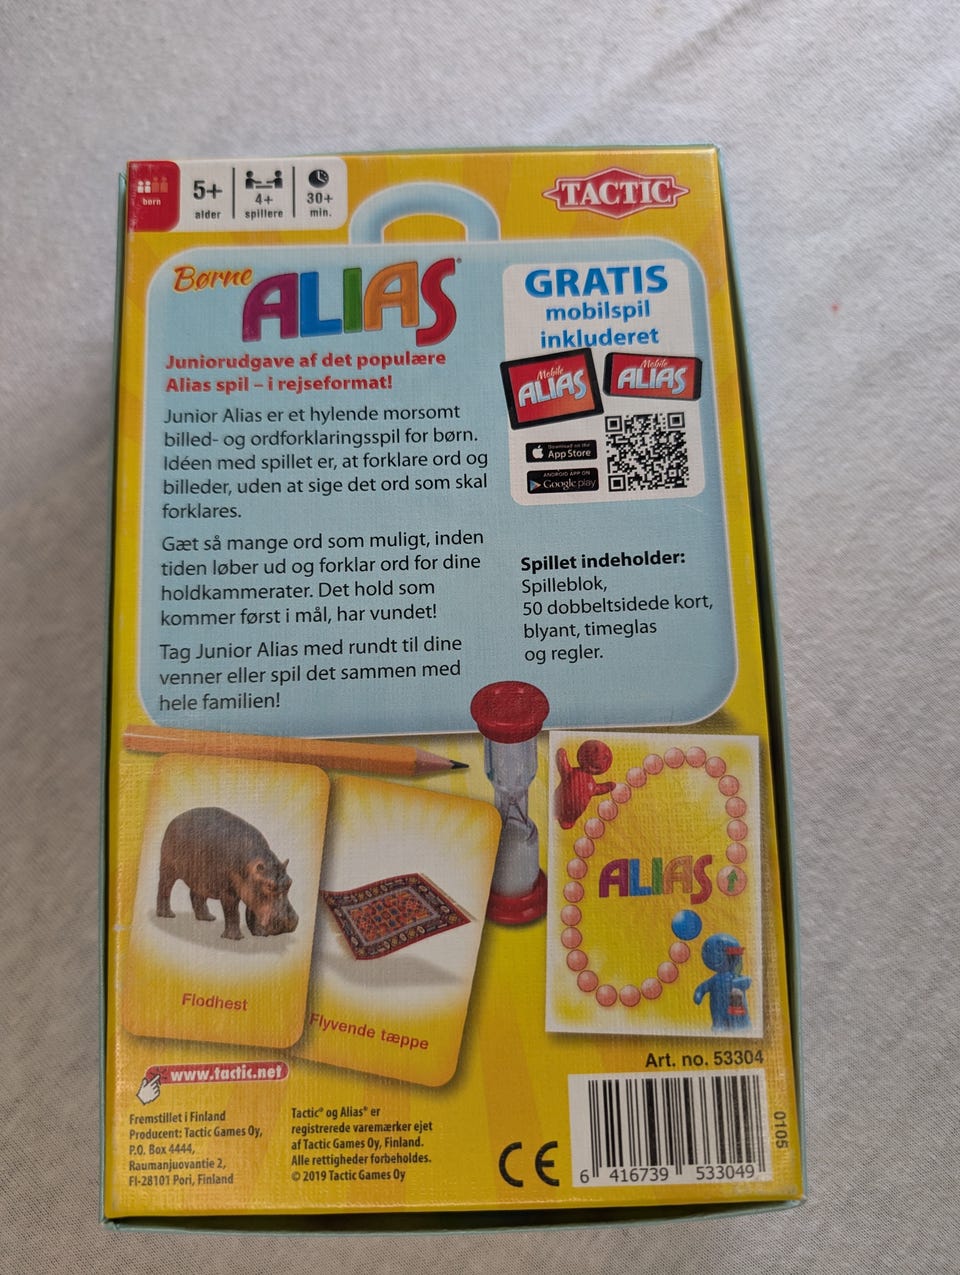 børn
5+
alder
4+
spillere
30+
min.
TACTIC
Børne
ALIAS
Juniorudgave af det populære
Alias spil – i rejseformat!
Junior Alias er et hylende morsomt
billed- og ordforklaringsspil for børn.
Idéen med spillet er, at forklare ord og
billeder, uden at sige det ord som skal
forklares.
Gæt så mange ord som muligt, inden
tiden løber ud og forklar ord for dine
holdkammerater. Det hold som
kommer først i mål, har vundet!
Tag Junior Alias med rundt til dine
venner eller spil det sammen med
hele familien!
GRATIS
mobilspil
inkluderet
Mobile
ALIAS
Mobile
ALIAS
Download on the
App Store
ANDROID APP ON
Google play
Spillet indeholder:
Spilleblok,
50 dobbeltsidede kort,
blyant, timeglas
og regler.
Flodhest
Flyvende tæppe
ALIAS
www.tactic.net
Fremstillet i Finland
Producent: Tactic Games Oy,
P.O. Box 4444,
Raumanjuovantie 2,
FI-28101 Pori, Finland
Tactic® og Alias® er
registrerede varemærker ejet
af Tactic Games Oy, Finland.
Alle rettigheder forbeholdes.
© 2019 Tactic Games Oy
CE
Art. no. 53304
6 416739 533049
0105